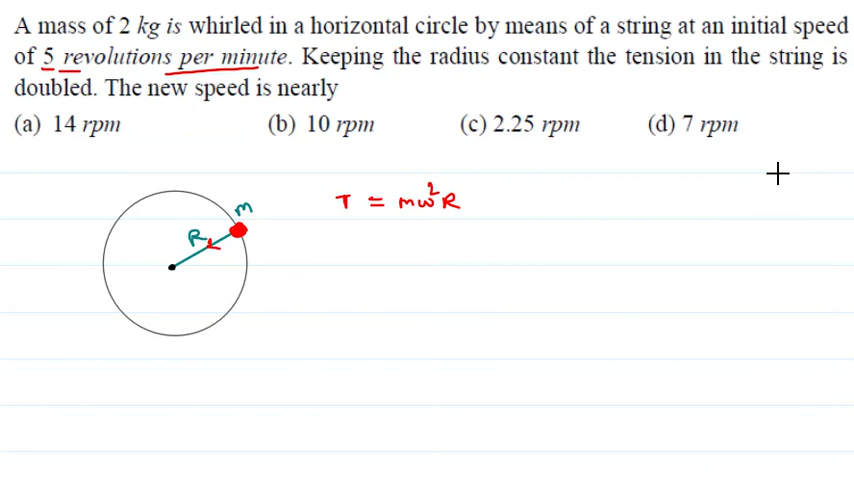 A mass of 2 kg is whirled in a horizontal circle by means of a string at an initial speed
of 5 revolutions per minute. Keeping the radius constant the tension in the string is
doubled. The new speed is nearly
(a) 14 rpm (b) 10 rpm (c) 2.25 rpm (d) 7 rpm
m
T = mω²R
R